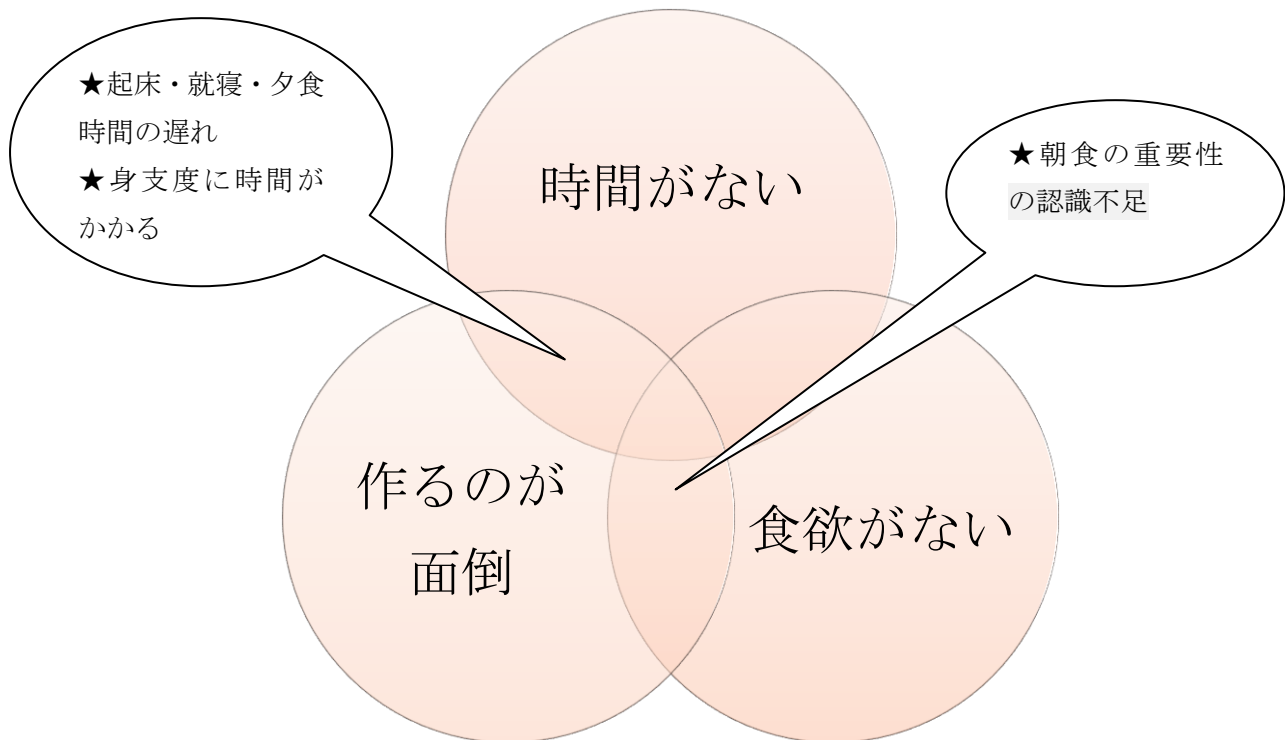 ★起床・就寝・夕食
時間の遅れ
★身支度に時間が
かかる
時間がない
★朝食の重要性
の認識不足
作るのが
面倒
食欲がない